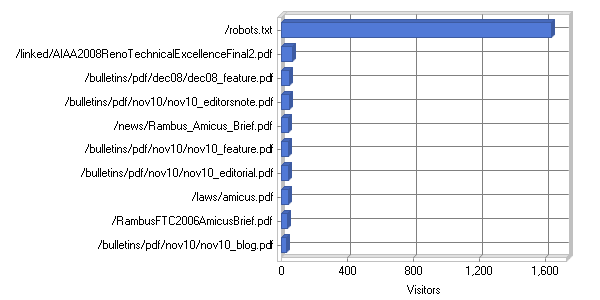 /robots.txt
/linked/AIAA2008RenoTechnicalExcellenceFinal2.pdf
/bulletins/pdf/dec08/dec08_feature.pdf
/bulletins/pdf/nov10/nov10_editorsnote.pdf
/news/Rambus_Amicus_Brief.pdf
/bulletins/pdf/nov10/nov10_feature.pdf
/bulletins/pdf/nov10/nov10_editorial.pdf
/laws/amicus.pdf
/RambusFTC2006AmicusBrief.pdf
/bulletins/pdf/nov10/nov10_blog.pdf
0 400 800 1,200 1,600
Visitors